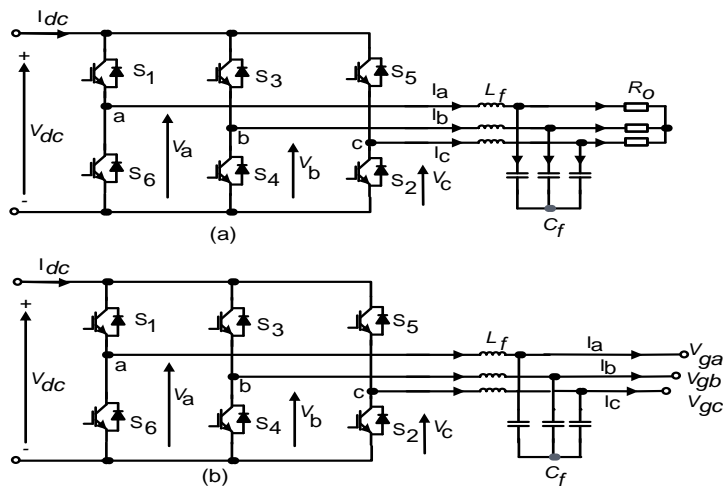 Idc
S1 S3 S5
Ia Lf Ro
+ Ib
Vdc a Va b Vb c Ic
S6 S4 S2 Vc
- Cf
(a)
Idc
S1 S3 S5
Lf Ia Vga
+ Ib Vgb
Vdc a Va b Vb c Ic Vgc
S6 S4 S2 Vc
- Cf
(b)